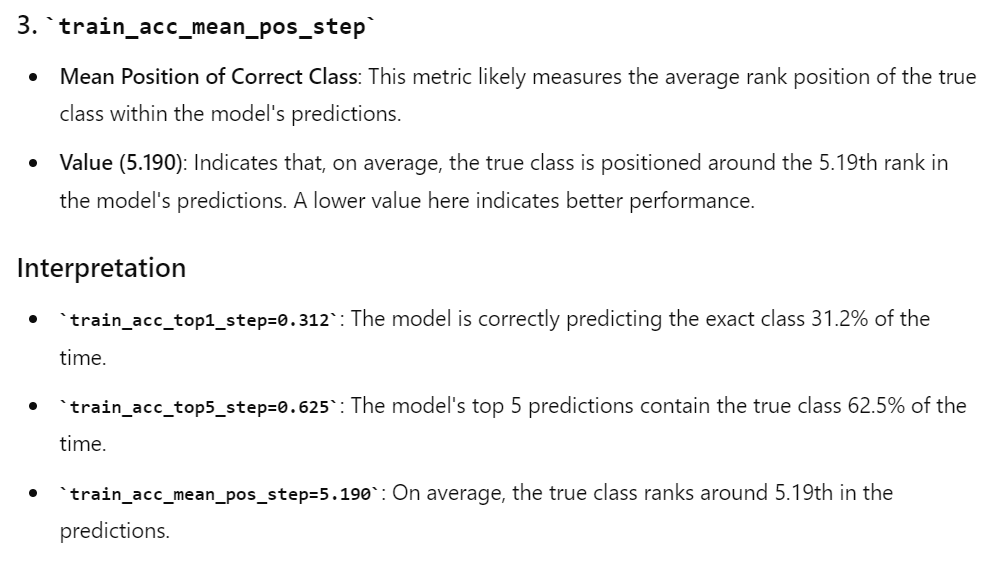 3. `train_acc_mean_pos_step`
• Mean Position of Correct Class: This metric likely measures the average rank position of the true
class within the model's predictions.
• Value (5.190): Indicates that, on average, the true class is positioned around the 5.19th rank in
the model's predictions. A lower value here indicates better performance.
Interpretation
• `train_acc_top1_step=0.312`: The model is correctly predicting the exact class 31.2% of the
time.
• `train_acc_top5_step=0.625`: The model's top 5 predictions contain the true class 62.5% of the
time.
• `train_acc_mean_pos_step=5.190`: On average, the true class ranks around 5.19th in the
predictions.